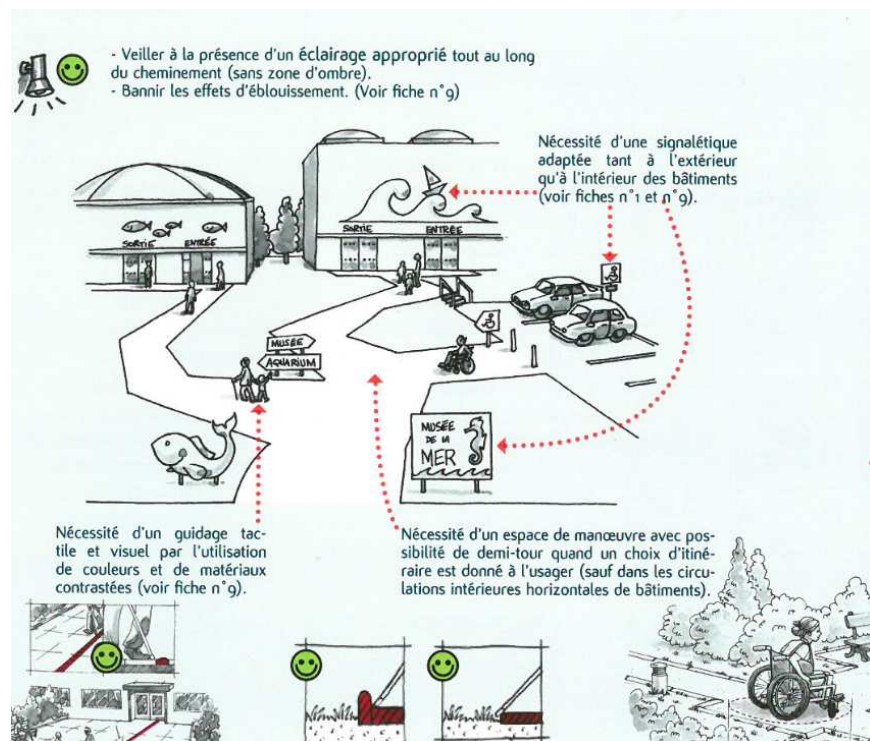 - Veiller à la présence d'un éclairage approprié tout au long
du cheminement (sans zone d'ombre).
- Bannir les effets d'éblouissement. (Voir fiche n°9)
Nécessité d'une signalétique
adaptée tant à l'extérieur
qu'à l'intérieur des bâtiments
(voir fiches n°1 et n°9).
SORTIE ENTRÉE
SORTIE ENTRÉE
MUSÉE
AQUARIUM
MUSÉE
DE LA
MER
Nécessité d'un guidage tac-
tile et visuel par l'utilisation
de couleurs et de matériaux
contrastées (voir fiche n°9).
Nécessité d'un espace de manœuvre avec pos-
sibilité de demi-tour quand un choix d'itiné-
raire est donné à l'usager (sauf dans les circu-
lations intérieures horizontales de bâtiments).